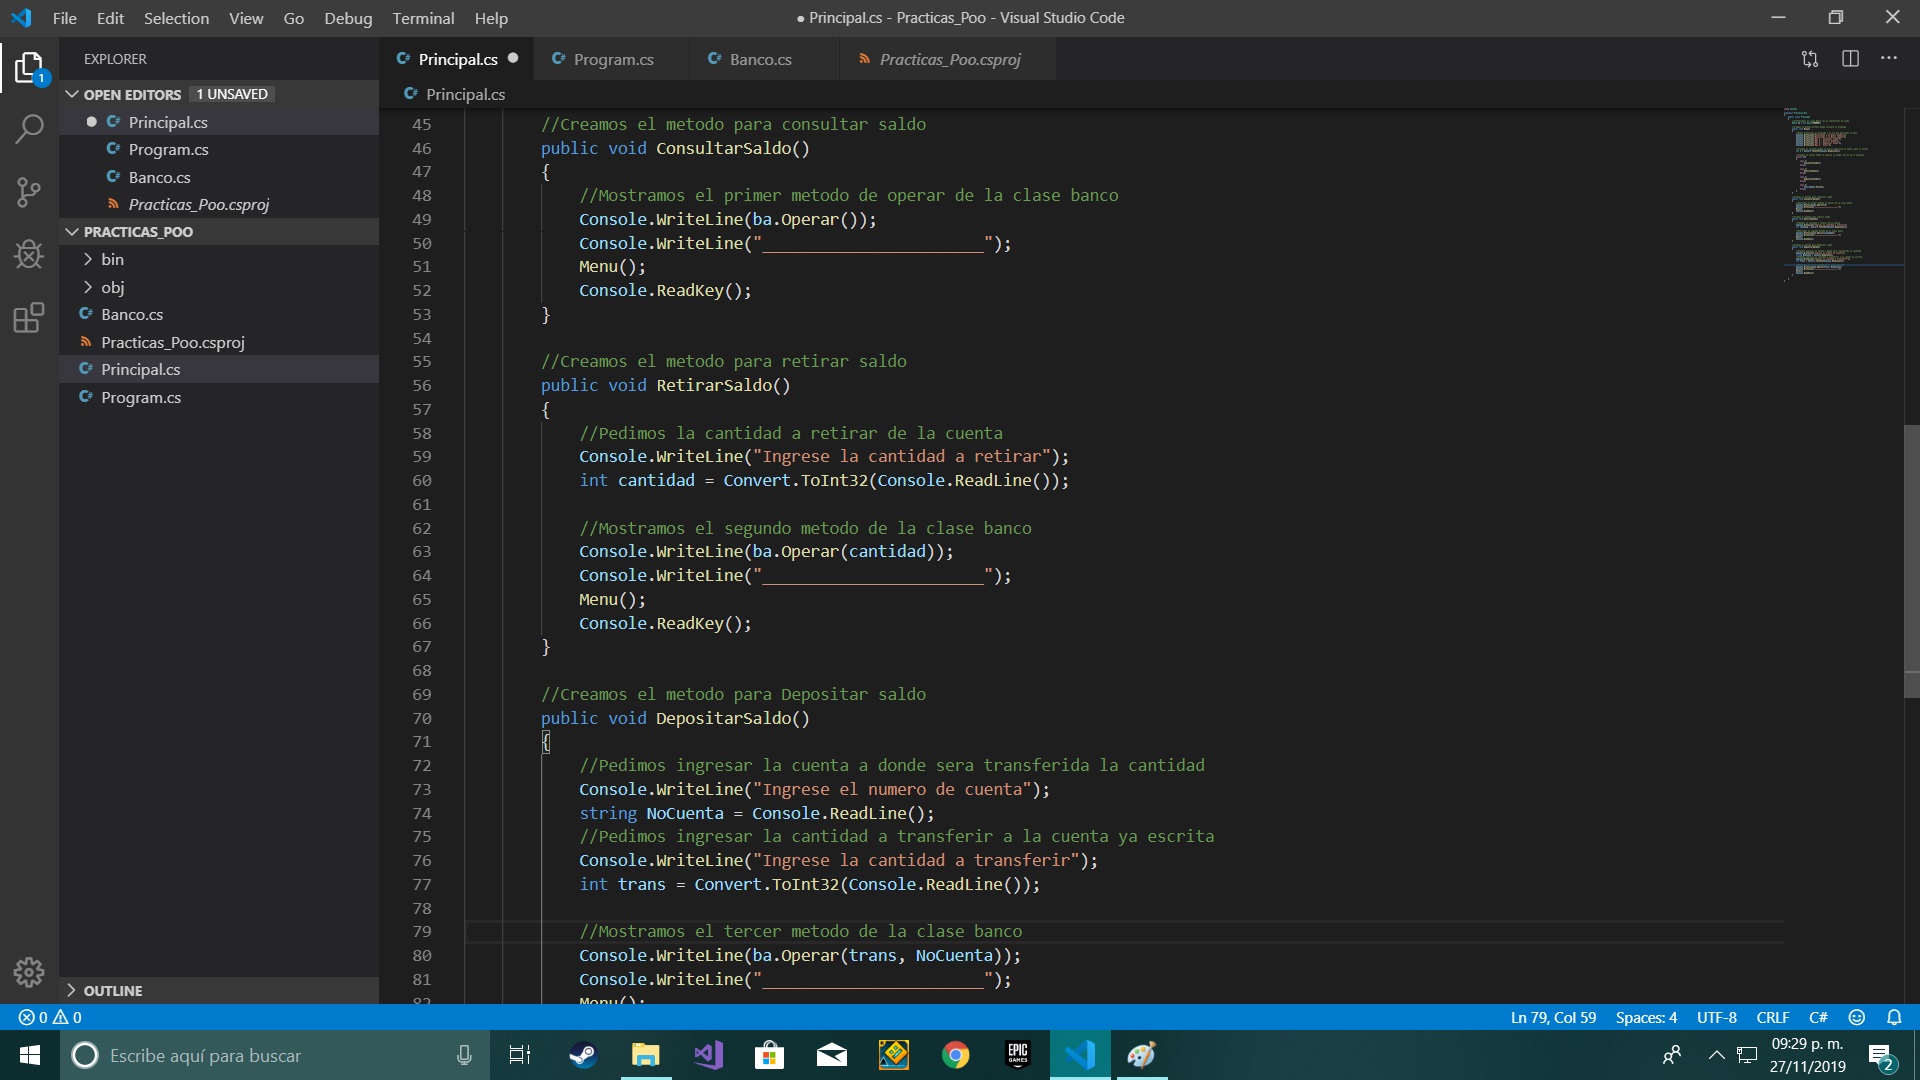 File Edit Selection View Go Debug Terminal Help
● Principal.cs - Practicas_Poo - Visual Studio Code
EXPLORER
OPEN EDITORS 1 UNSAVED
Principal.cs
Program.cs
Banco.cs
Practicas_Poo.csproj
PRACTICAS_POO
bin
obj
Banco.cs
Practicas_Poo.csproj
Principal.cs
Program.cs
OUTLINE
1
Principal.cs Program.cs Banco.cs Practicas_Poo.csproj
Principal.cs
45 //Creamos el metodo para consultar saldo
46 public void ConsultarSaldo()
47 {
48 //Mostramos el primer metodo de operar de la clase banco
49 Console.WriteLine(ba.Operar());
50 Console.WriteLine("_______________________");
51 Menu();
52 Console.ReadKey();
53 }
54
55 //Creamos el metodo para retirar saldo
56 public void RetirarSaldo()
57 {
58 //Pedimos la cantidad a retirar de la cuenta
59 Console.WriteLine("Ingrese la cantidad a retirar");
60 int cantidad = Convert.ToInt32(Console.ReadLine());
61
62 //Mostramos el segundo metodo de la clase banco
63 Console.WriteLine(ba.Operar(cantidad));
64 Console.WriteLine("_______________________");
65 Menu();
66 Console.ReadKey();
67 }
68
69 //Creamos el metodo para Depositar saldo
70 public void DepositarSaldo()
71 {
72 //Pedimos ingresar la cuenta a donde sera transferida la cantidad
73 Console.WriteLine("Ingrese el numero de cuenta");
74 string NoCuenta = Console.ReadLine();
75 //Pedimos ingresar la cantidad a transferir a la cuenta ya escrita
76 Console.WriteLine("Ingrese la cantidad a transferir");
77 int trans = Convert.ToInt32(Console.ReadLine());
78
79 //Mostramos el tercer metodo de la clase banco
80 Console.WriteLine(ba.Operar(trans, NoCuenta));
81 Console.WriteLine("_______________________");
82 Menu();
0 0
Ln 79, Col 59 Spaces: 4 UTF-8 CRLF C#
Escribe aquí para buscar
EPIC GAMES
09:29 p. m.
27/11/2019
2